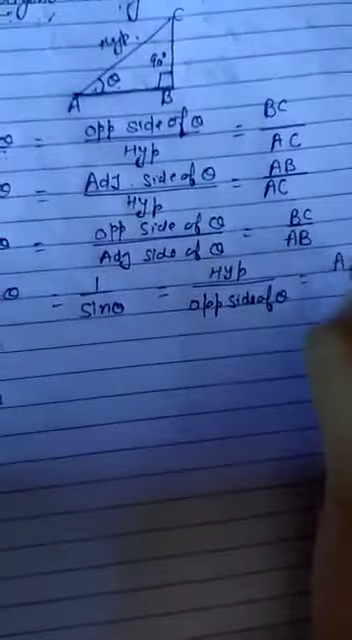 C
Hyp.
90°
θ
A B
θ = opp side of θ / Hyp = BC / AC
θ = Adj. side of θ / Hyp = AB / AC
θ = opp side of θ / Adj side of θ = BC / AB
θ = 1 / sinθ = Hyp / opp side of θ = A